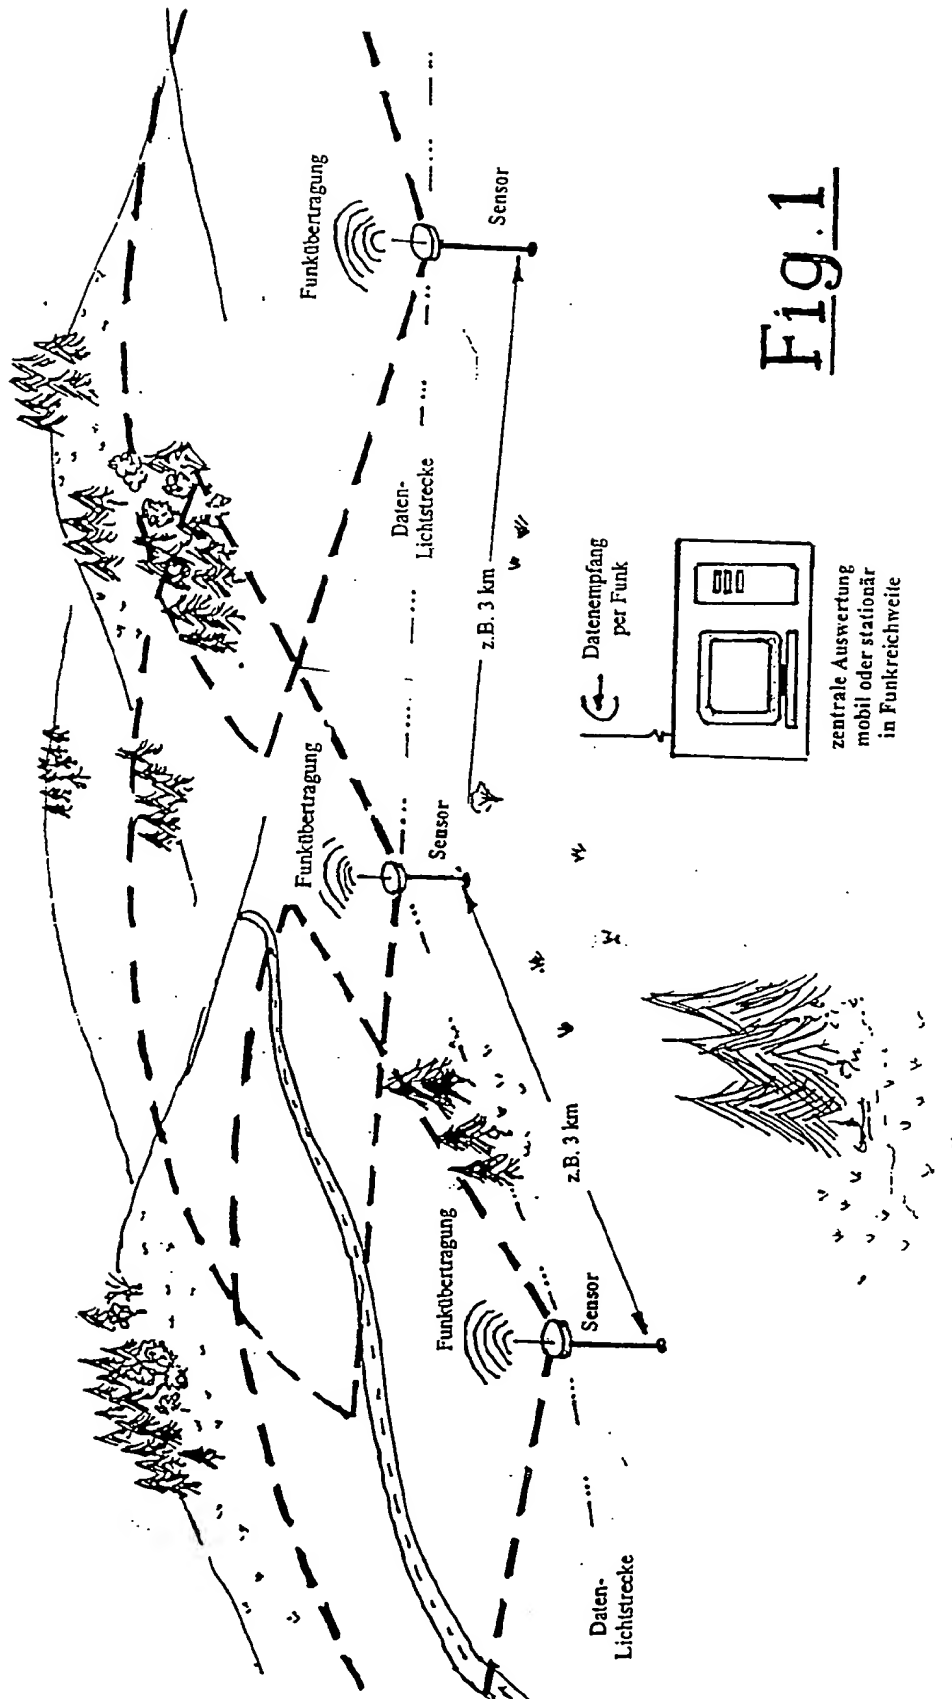 Funkübertragung
Sensor
Daten-
Lichtstrecke
z.B. 3 km
Funkübertragung
Sensor
z.B. 3 km
Funkübertragung
Sensor
Daten-
Lichtstrecke
Datenempfang
per Funk
zentrale Auswertung
mobil oder stationär
in Funkreichweite
Fig. 1